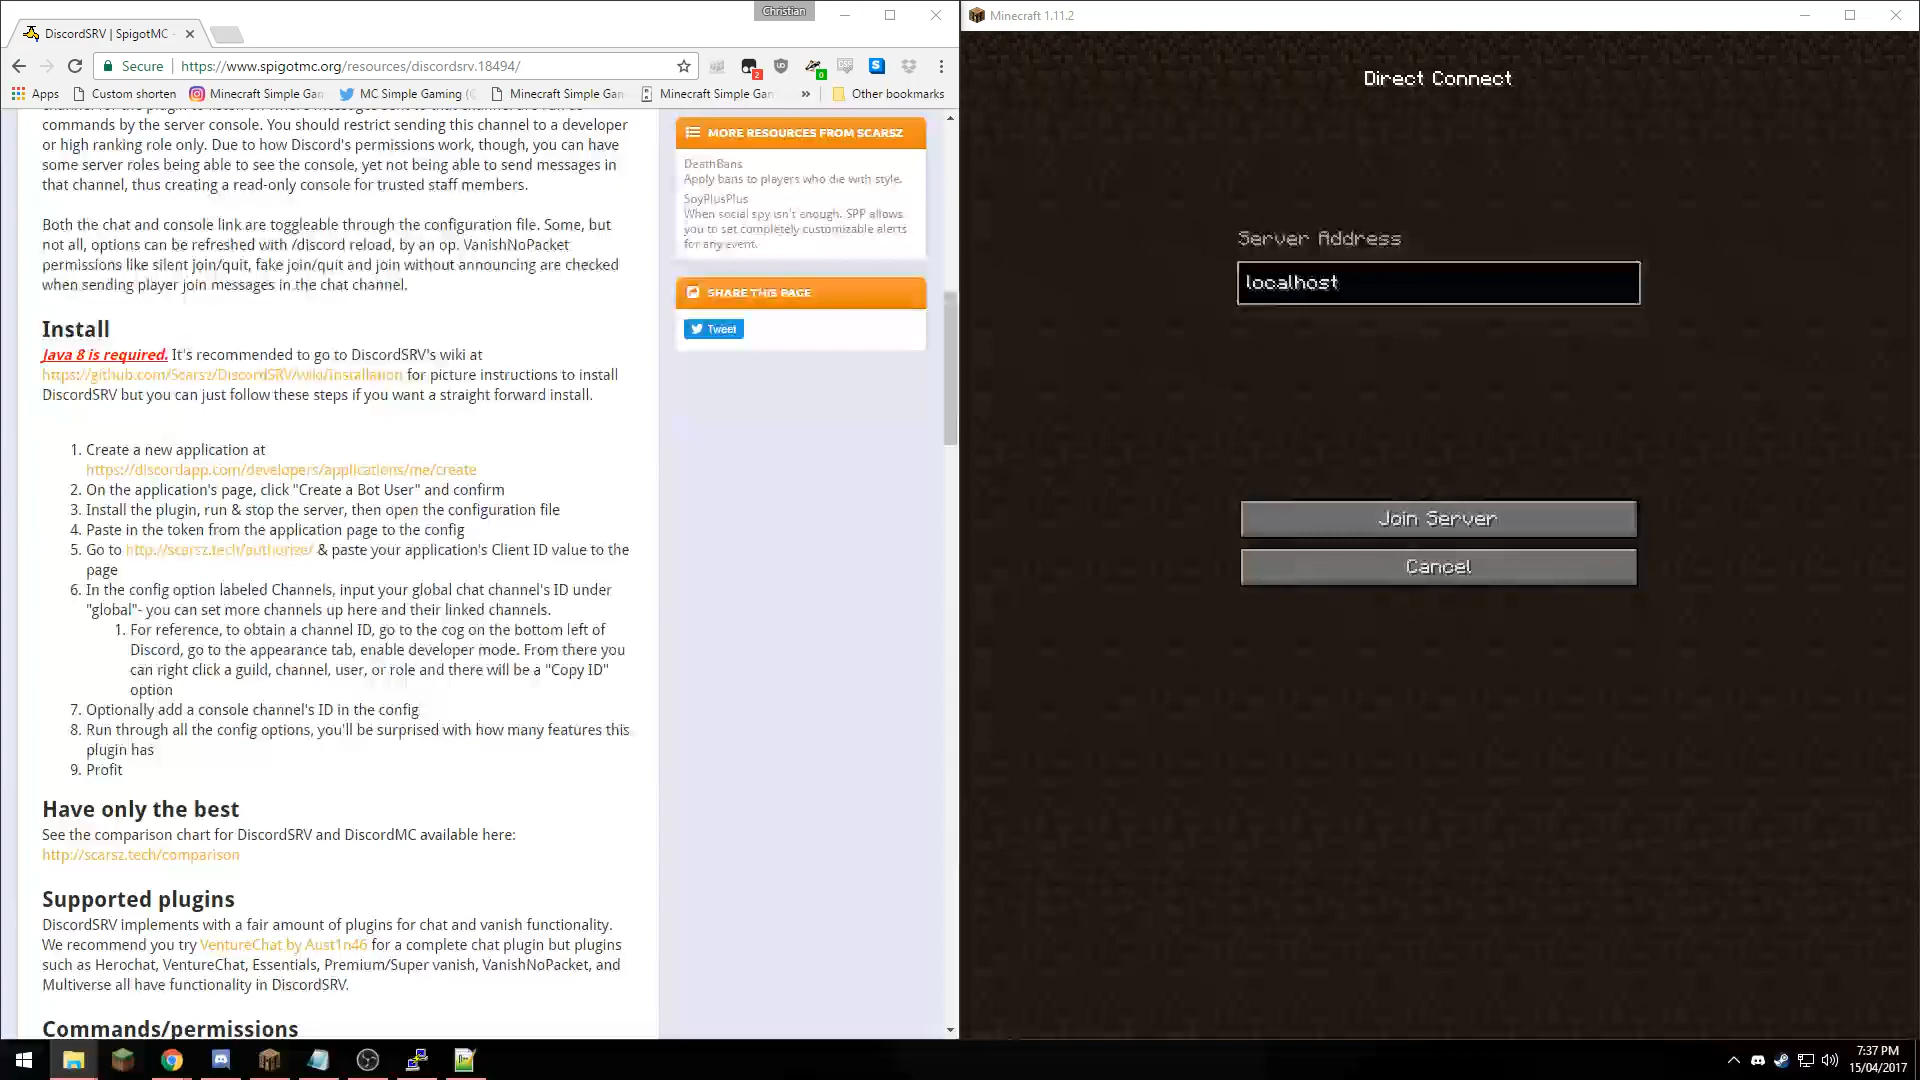 Christian
DiscordSRV | SpigotMC -
Secure
https://www.spigotmc.org/resources/discordsrv.18494/
2
0
Apps
Custom shorten
Minecraft Simple Gar
MC Simple Gaming (
Minecraft Simple Gan
Minecraft Simple Gan
»
Other bookmarks
commands by the server console. You should restrict sending this channel to a developer
or high ranking role only. Due to how Discord's permissions work, though, you can have
some server roles being able to see the console, yet not being able to send messages in
that channel, thus creating a read-only console for trusted staff members.
Both the chat and console link are toggleable through the configuration file. Some, but
not all, options can be refreshed with /discord reload, by an op. VanishNoPacket
permissions like silent join/quit, fake join/quit and join without announcing are checked
when sending player join messages in the chat channel.
Install
Java 8 is required. It's recommended to go to DiscordSRV's wiki at
https://github.com/Scarsz/DiscordSRV/wiki/Installation for picture instructions to install
DiscordSRV but you can just follow these steps if you want a straight forward install.
1. Create a new application at
https://discordapp.com/developers/applications/me/create
2. On the application's page, click "Create a Bot User" and confirm
3. Install the plugin, run & stop the server, then open the configuration file
4. Paste in the token from the application page to the config
5. Go to http://scarsz.tech/authorize/ & paste your application's Client ID value to the
page
6. In the config option labeled Channels, input your global chat channel's ID under
"global"- you can set more channels up here and their linked channels.
1. For reference, to obtain a channel ID, go to the cog on the bottom left of
Discord, go to the appearance tab, enable developer mode. From there you
can right click a guild, channel, user, or role and there will be a "Copy ID"
option
7. Optionally add a console channel's ID in the config
8. Run through all the config options, you'll be surprised with how many features this
plugin has
9. Profit
Have only the best
See the comparison chart for DiscordSRV and DiscordMC available here:
http://scarsz.tech/comparison
Supported plugins
DiscordSRV implements with a fair amount of plugins for chat and vanish functionality.
We recommend you try VentureChat by Aust1n46 for a complete chat plugin but plugins
such as Herochat, VentureChat, Essentials, Premium/Super vanish, VanishNoPacket, and
Multiverse all have functionality in DiscordSRV.
Commands/permissions
MORE RESOURCES FROM SCARSZ
DeathBans
Apply bans to players who die with style.
SpyPlusPlus
When social spy isn't enough. SPP allows
you to set completely customizable alerts
for any event.
SHARE THIS PAGE
Tweet
Minecraft 1.11.2
Direct Connect
Server Address
localhost
Join Server
Cancel
7:37 PM
15/04/2017